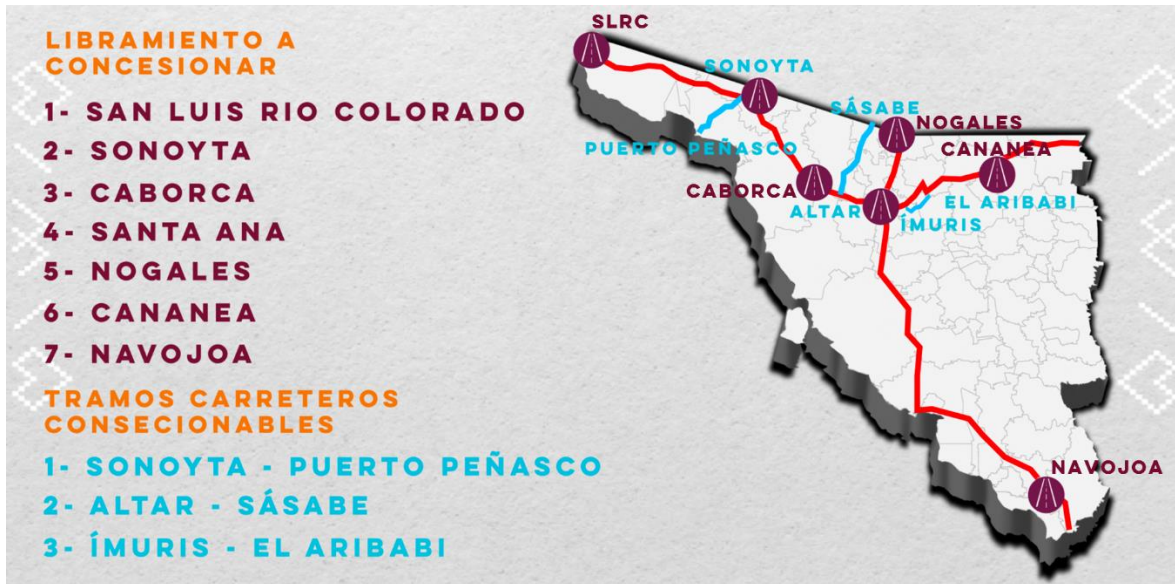 LIBRAMIENTO A
CONCESIONAR
1- SAN LUIS RIO COLORADO
2- SONOYTA
3- CABORCA
4- SANTA ANA
5- NOGALES
6- CANANEA
7- NAVOJOA
TRAMOS CARRETEROS
CONSECIONABLES
1- SONOYTA - PUERTO PEÑASCO
2- ALTAR - SÁSABE
3- ÍMURIS - EL ARIBABI
SLRC
SONOYTA
SÁSABE
NOGALES
PUERTO PEÑASCO
CANANEA
CABORCA
EL ARIBABI
ALTAR
ÍMURIS
NAVOJOA